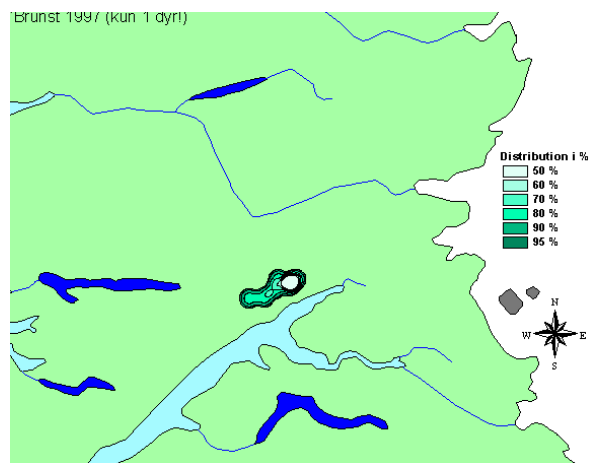 Brunst 1997 (kun 1 dyr!)
Distribution i %
50 %
60 %
70 %
80 %
90 %
95 %
N
W E
S